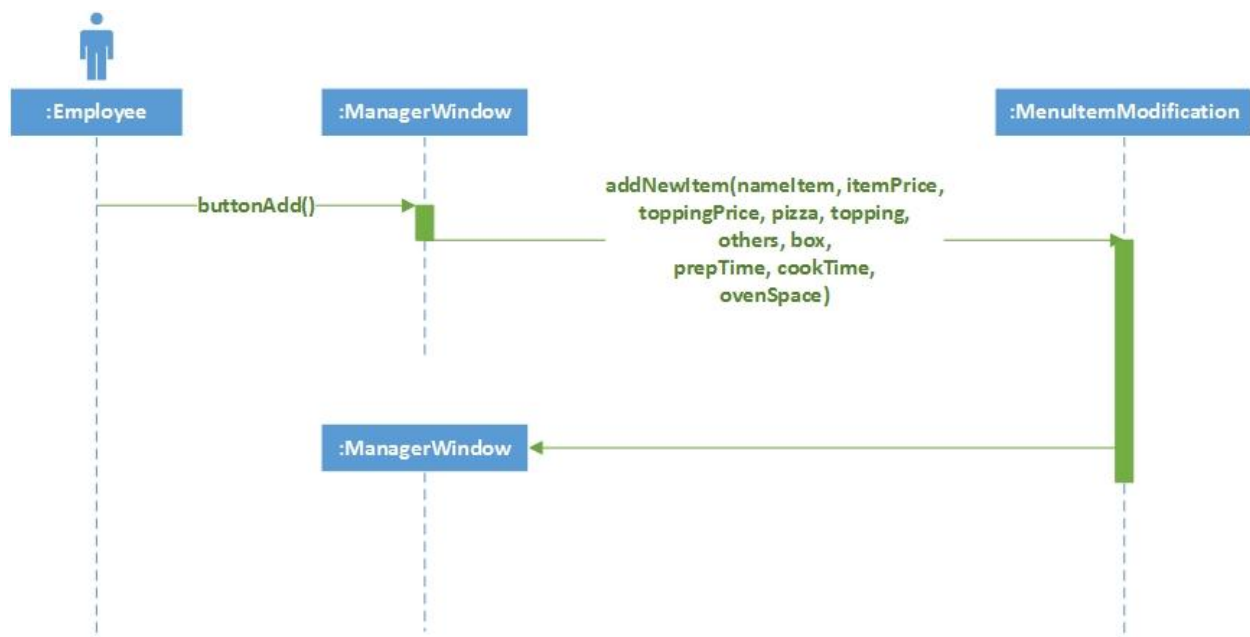 :Employee
:ManagerWindow
:MenuItemModification
buttonAdd()
addNewItem(nameItem, itemPrice,
toppingPrice, pizza, topping,
others, box,
prepTime, cookTime,
ovenSpace)
:ManagerWindow